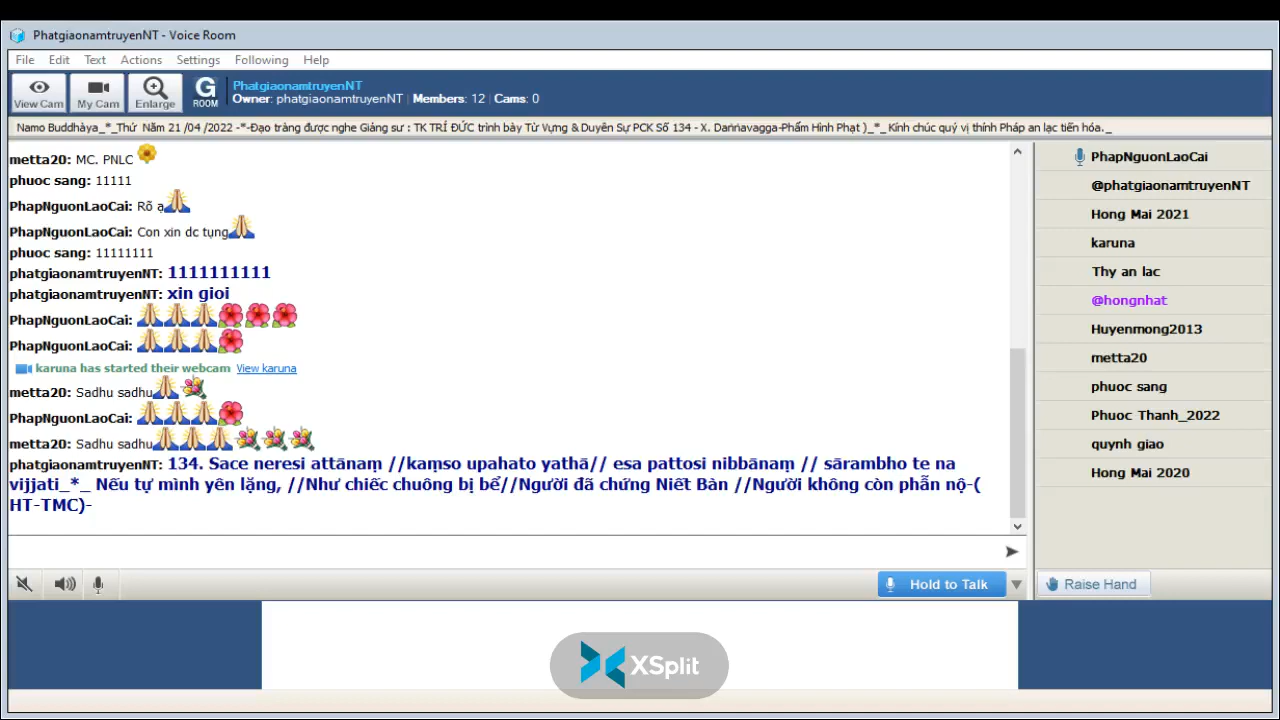 PhatgiaonamtruyenNT - Voice Room
File Edit Text Actions Settings Following Help
View Cam
My Cam
Enlarge
G ROOM
PhatgiaonamtruyenNT
Owner: phatgiaonamtruyenNT | Members: 12 | Cams: 0
Namo Buddhàya_*_Thứ Năm 21 /04 /2022 -*-Đạo tràng được nghe Giảng sư : TK TRÍ ĐỨC trình bày Từ Vựng & Duyên Sự PCK Số 134 - X. Daṅṅavagga-Phẩm Hình Phạt )_*_ Kính chúc quý vị thính Pháp an lạc tiến hóa._
metta20: MC. PNLC
phuoc sang: 11111
PhapNguonLaoCai: Rõ ạ
PhapNguonLaoCai: Con xin dc tụng
phuoc sang: 11111111
phatgiaonamtruyenNT: 1111111111
phatgiaonamtruyenNT: xin gioi
PhapNguonLaoCai:
PhapNguonLaoCai:
karuna has started their webcam View karuna
metta20: Sadhu sadhu
PhapNguonLaoCai:
metta20: Sadhu sadhu
phatgiaonamtruyenNT: 134. Sace neresi attānaṃ //kaṃso upahato yathā// esa pattosi nibbānaṃ // sārambho te na
vijjati_*_ Nếu tự mình yên lặng, //Như chiếc chuông bị bể//Người đã chứng Niết Bàn //Người không còn phẫn nộ-(
HT-TMC)-
PhapNguonLaoCai
@phatgiaonamtruyenNT
Hong Mai 2021
karuna
Thy an lac
@hongnhat
Huyenmong2013
metta20
phuoc sang
Phuoc Thanh_2022
quynh giao
Hong Mai 2020
Hold to Talk
Raise Hand
XSplit